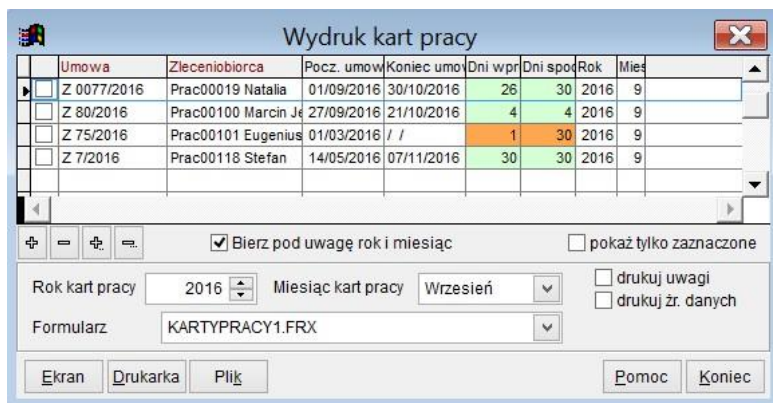 Wydruk kart pracy
Umowa Zleceniobiorca Pocz. umow Koniec umov Dni wpr Dni spod Rok Mies
Z 0077/2016 Prac00019 Natalia 01/09/2016 30/10/2016 26 30 2016 9
Z 80/2016 Prac00100 Marcin Je 27/09/2016 21/10/2016 4 4 2016 9
Z 75/2016 Prac00101 Eugenius 01/03/2016 / / 1 30 2016 9
Z 7/2016 Prac00118 Stefan 14/05/2016 07/11/2016 30 30 2016 9
Bierz pod uwagę rok i miesiąc pokaż tylko zaznaczone
Rok kart pracy 2016 Miesiąc kart pracy Wrzesień drukuj uwagi
drukuj żr. danych
Formularz KARTYPRACY1.FRX
Ekran Drukarka Plik Pomoc Koniec